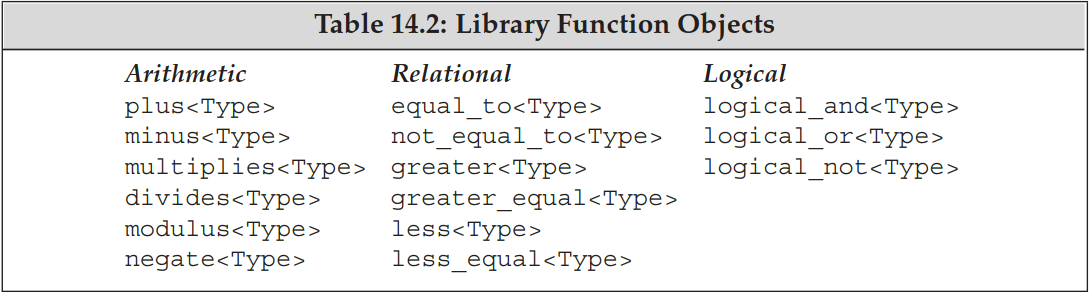 Table 14.2: Library Function Objects
Arithmetic Relational Logical
plus<Type> equal_to<Type> logical_and<Type>
minus<Type> not_equal_to<Type> logical_or<Type>
multiplies<Type> greater<Type> logical_not<Type>
divides<Type> greater_equal<Type>
modulus<Type> less<Type>
negate<Type> less_equal<Type>